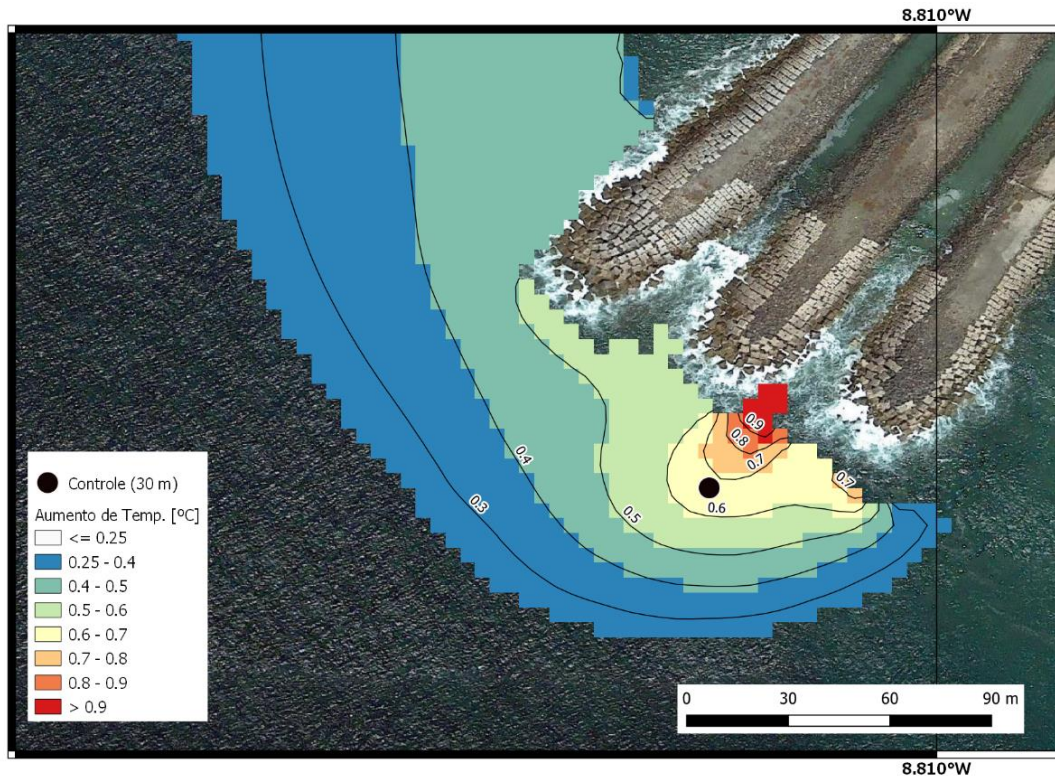 8.810°W
0.9
0.8
0.7
0.7
0.6
0.5
0.4
0.3
Controle (30 m)
Aumento de Temp. [ºC]
<= 0.25
0.25 - 0.4
0.4 - 0.5
0.5 - 0.6
0.6 - 0.7
0.7 - 0.8
0.8 - 0.9
> 0.9
0 30 60 90 m
8.810°W